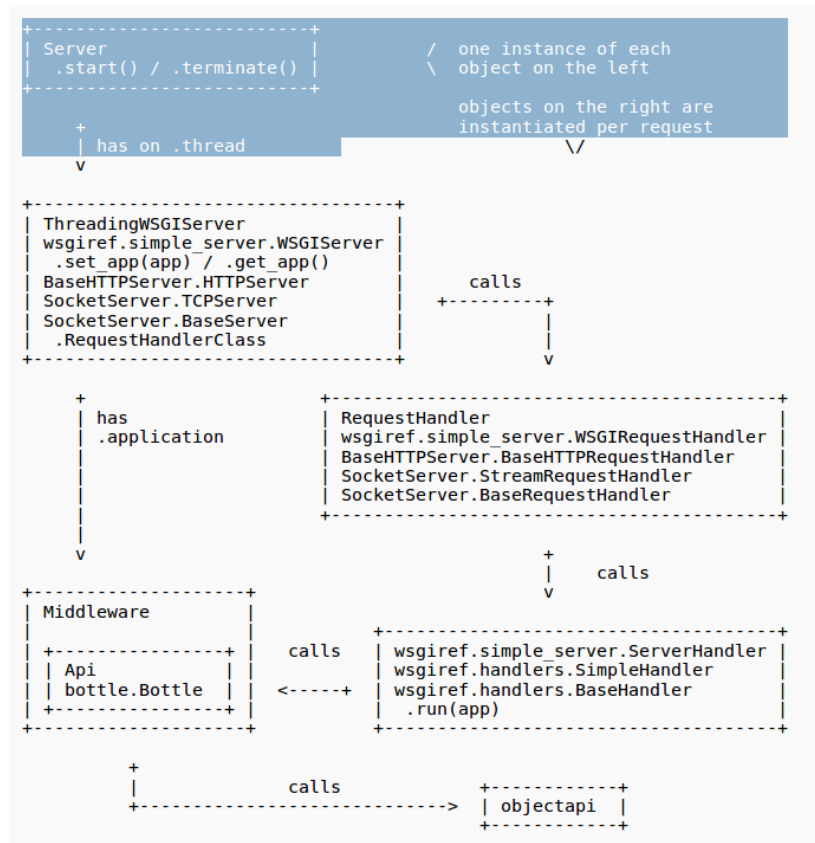 +--------------------------+
| Server                   |          /  one instance of each
|  .start() / .terminate() |          \  object on the left
+--------------------------+
                                         objects on the right are
     +                                   instantiated per request
     | has on .thread                              \/
     v

+----------------------------------+
| ThreadingWSGIServer              |
| wsgiref.simple_server.WSGIServer |
|  .set_app(app) / .get_app()      |
| BaseHTTPServer.HTTPServer        |      calls
| SocketServer.TCPServer           |   +---------+
| SocketServer.BaseServer          |             |
|  .RequestHandlerClass            |             |
+----------------------------------+             v

     +                      +------------------------------------------+
     | has                  | RequestHandler                           |
     | .application         | wsgiref.simple_server.WSGIRequestHandler |
     |                      | BaseHTTPServer.BaseHTTPRequestHandler    |
     |                      | SocketServer.StreamRequestHandler        |
     |                      | SocketServer.BaseRequestHandler          |
     |                      +------------------------------------------+
     |
     v                                           +
                                                 |    calls
+--------------------+                           v
| Middleware         |
|                    |           +-------------------------------------+
| +----------------+ |   calls   | wsgiref.simple_server.ServerHandler |
| | Api            | |           | wsgiref.handlers.SimpleHandler      |
| | bottle.Bottle  | |  <-----+  | wsgiref.handlers.BaseHandler        |
| +----------------+ |           |  .run(app)                          |
+--------------------+           +-------------------------------------+

          +
          |              calls             +------------+
          +----------------------------->  | objectapi  |
                                           +------------+